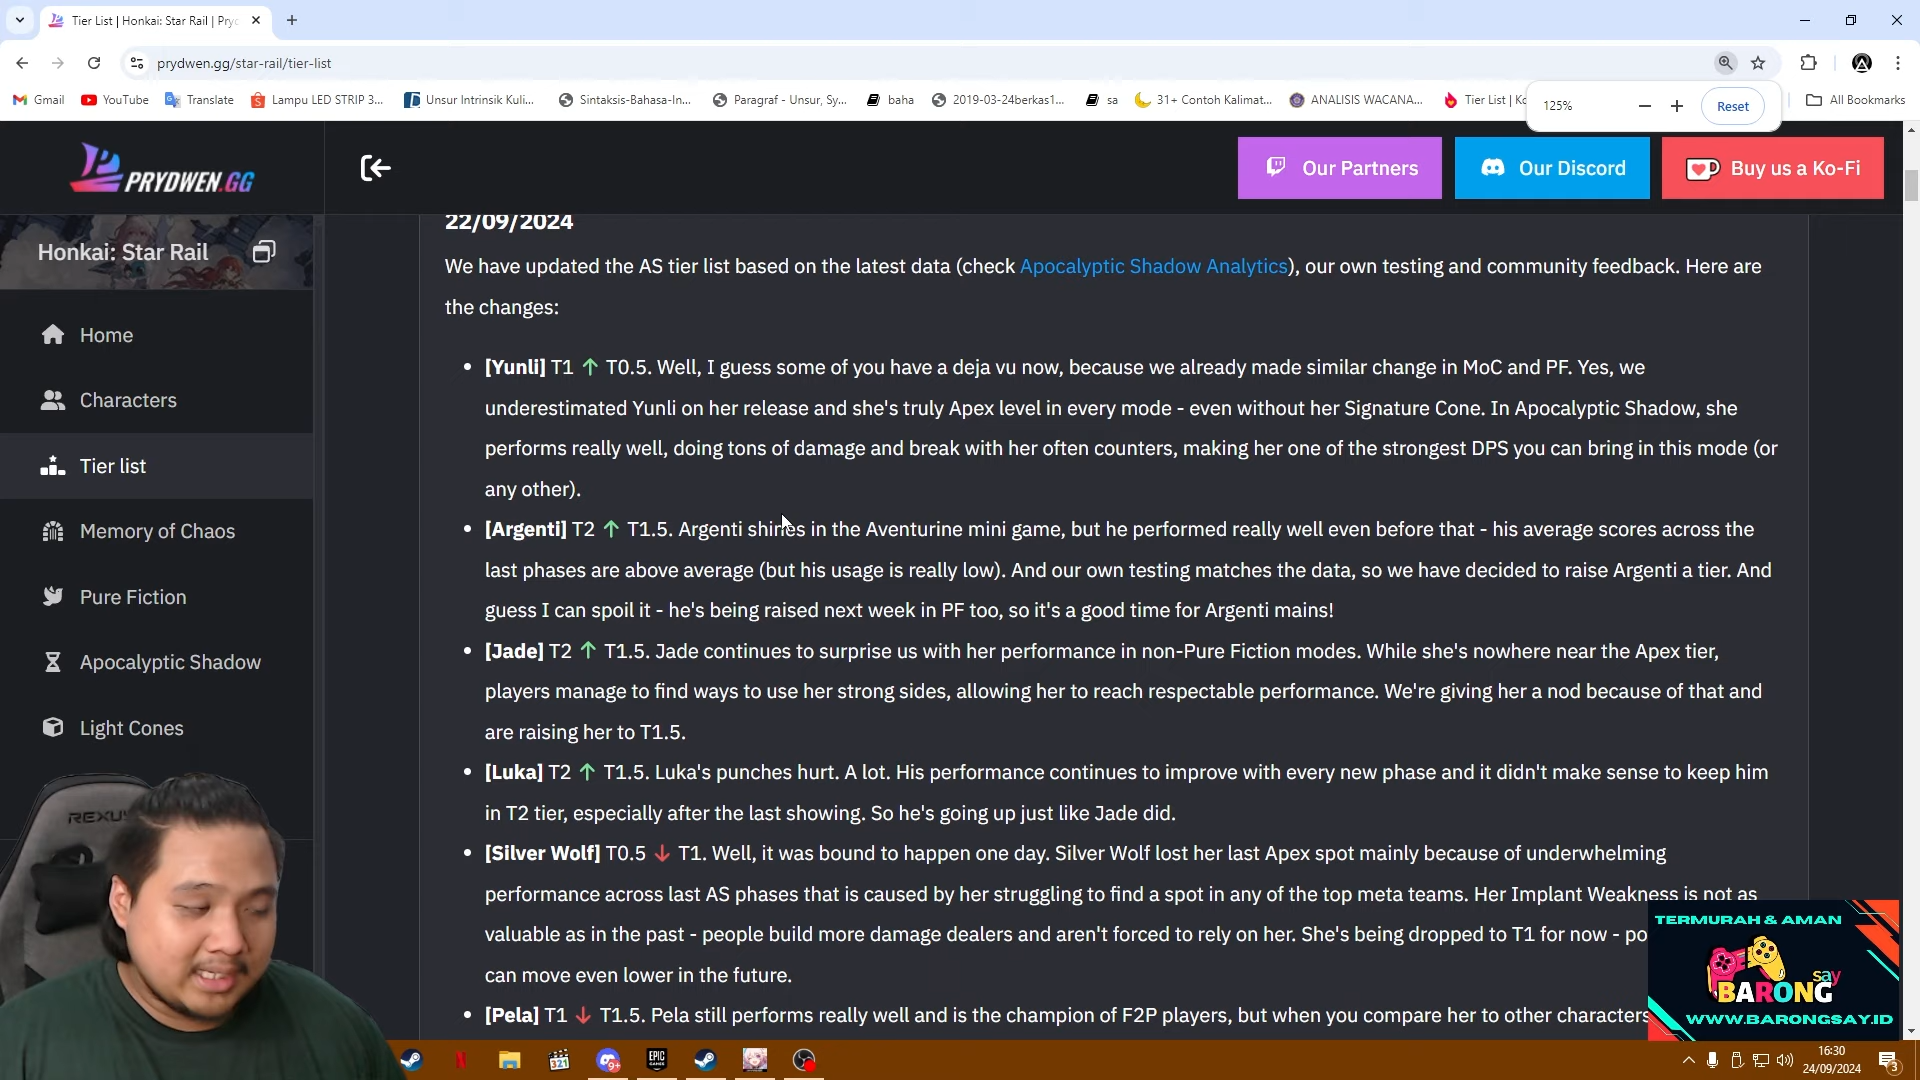 Tier List | Honkai: Star Rail | Pryd
prydwen.gg/star-rail/tier-list
Gmail
YouTube
Translate
Lampu LED STRIP 3...
Unsur Intrinsik Kuli...
Sintaksis-Bahasa-In...
Paragraf - Unsur, Sy...
baha
2019-03-24berkas1...
sa
31+ Contoh Kalimat...
ANALISIS WACANA...
Tier List | Ko
All Bookmarks
125%
Reset
PRYDWEN.GG
Our Partners
Our Discord
Buy us a Ko-Fi
Honkai: Star Rail
Home
Characters
Tier list
Memory of Chaos
Pure Fiction
Apocalyptic Shadow
Light Cones
22/09/2024
We have updated the AS tier list based on the latest data (check Apocalyptic Shadow Analytics), our own testing and community feedback. Here are
the changes:
• [Yunli] T1 ↑ T0.5. Well, I guess some of you have a deja vu now, because we already made similar change in MoC and PF. Yes, we
underestimated Yunli on her release and she's truly Apex level in every mode - even without her Signature Cone. In Apocalyptic Shadow, she
performs really well, doing tons of damage and break with her often counters, making her one of the strongest DPS you can bring in this mode (or
any other).
• [Argenti] T2 ↑ T1.5. Argenti shines in the Aventurine mini game, but he performed really well even before that - his average scores across the
last phases are above average (but his usage is really low). And our own testing matches the data, so we have decided to raise Argenti a tier. And
guess I can spoil it - he's being raised next week in PF too, so it's a good time for Argenti mains!
• [Jade] T2 ↑ T1.5. Jade continues to surprise us with her performance in non-Pure Fiction modes. While she's nowhere near the Apex tier,
players manage to find ways to use her strong sides, allowing her to reach respectable performance. We're giving her a nod because of that and
are raising her to T1.5.
• [Luka] T2 ↑ T1.5. Luka's punches hurt. A lot. His performance continues to improve with every new phase and it didn't make sense to keep him
in T2 tier, especially after the last showing. So he's going up just like Jade did.
• [Silver Wolf] T0.5 ↓ T1. Well, it was bound to happen one day. Silver Wolf lost her last Apex spot mainly because of underwhelming
performance across last AS phases that is caused by her struggling to find a spot in any of the top meta teams. Her Implant Weakness is not as
valuable as in the past - people build more damage dealers and aren't forced to rely on her. She's being dropped to T1 for now - po
can move even lower in the future.
• [Pela] T1 ↓ T1.5. Pela still performs really well and is the champion of F2P players, but when you compare her to other characters
REXUS
TERMURAH & AMAN
say
BARONG
WWW.BARONGSAY.ID
321
9+
EPIC
GAMES
16:30
24/09/2024
3